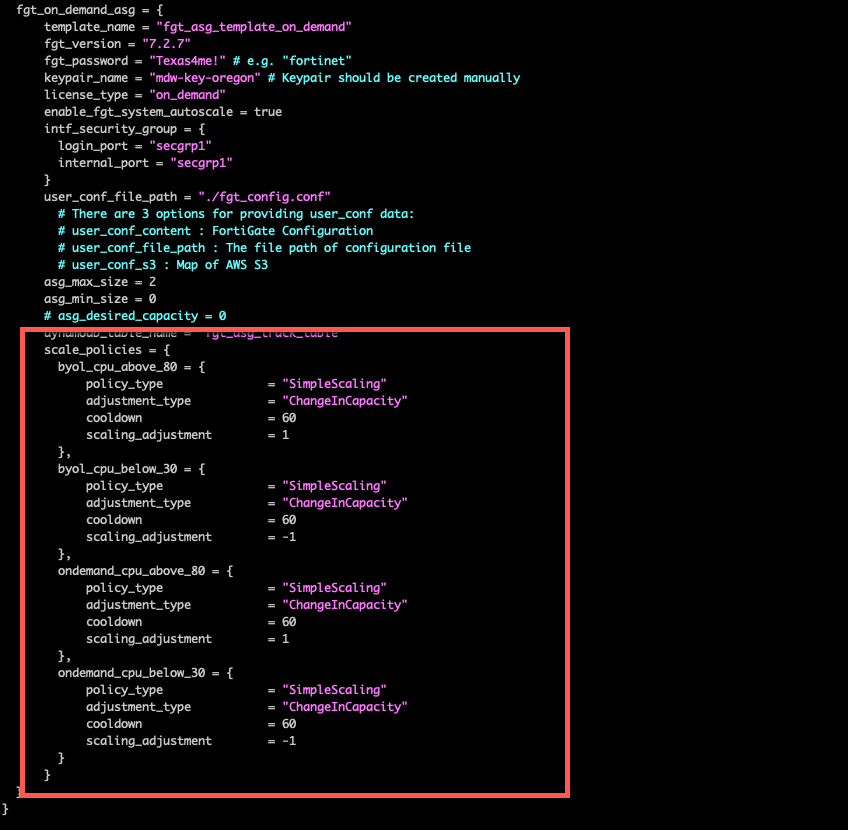 fgt_on_demand_asg = {
template_name = "fgt_asg_template_on_demand"
fgt_version = "7.2.7"
fgt_password = "Texas4me!" # e.g. "fortinet"
keypair_name = "mdw-key-oregon" # Keypair should be created manually
license_type = "on_demand"
enable_fgt_system_autoscale = true
intf_security_group = {
login_port = "secgrp1"
internal_port = "secgrp1"
}
user_conf_file_path = "./fgt_config.conf"
# There are 3 options for providing user_conf data:
# user_conf_content : FortiGate Configuration
# user_conf_file_path : The file path of configuration file
# user_conf_s3 : Map of AWS S3
asg_max_size = 2
asg_min_size = 0
# asg_desired_capacity = 0
dynamodb_table_name = "fgt_asg_track_table"
scale_policies = {
byol_cpu_above_80 = {
policy_type = "SimpleScaling"
adjustment_type = "ChangeInCapacity"
cooldown = 60
scaling_adjustment = 1
},
byol_cpu_below_30 = {
policy_type = "SimpleScaling"
adjustment_type = "ChangeInCapacity"
cooldown = 60
scaling_adjustment = -1
},
ondemand_cpu_above_80 = {
policy_type = "SimpleScaling"
adjustment_type = "ChangeInCapacity"
cooldown = 60
scaling_adjustment = 1
},
ondemand_cpu_below_30 = {
policy_type = "SimpleScaling"
adjustment_type = "ChangeInCapacity"
cooldown = 60
scaling_adjustment = -1
}
}
}
}